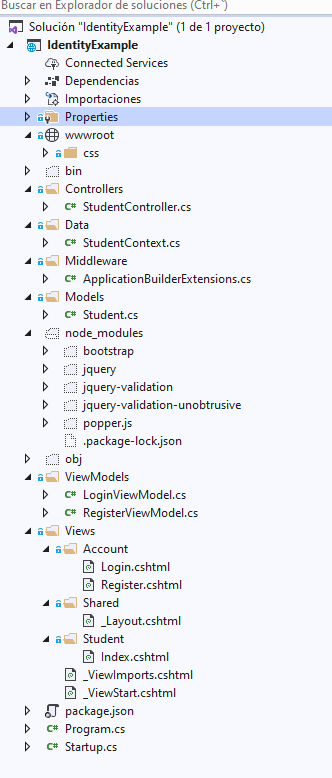 Buscar en Explorador de soluciones (Ctrl+`)
Solución "IdentityExample" (1 de 1 proyecto)
IdentityExample
Connected Services
Dependencias
Importaciones
Properties
wwwroot
css
bin
Controllers
C# StudentController.cs
Data
C# StudentContext.cs
Middleware
C# ApplicationBuilderExtensions.cs
Models
C# Student.cs
node_modules
bootstrap
jquery
jquery-validation
jquery-validation-unobtrusive
popper.js
.package-lock.json
obj
ViewModels
C# LoginViewModel.cs
C# RegisterViewModel.cs
Views
Account
Login.cshtml
Register.cshtml
Shared
_Layout.cshtml
Student
Index.cshtml
_ViewImports.cshtml
_ViewStart.cshtml
package.json
C# Program.cs
C# Startup.cs